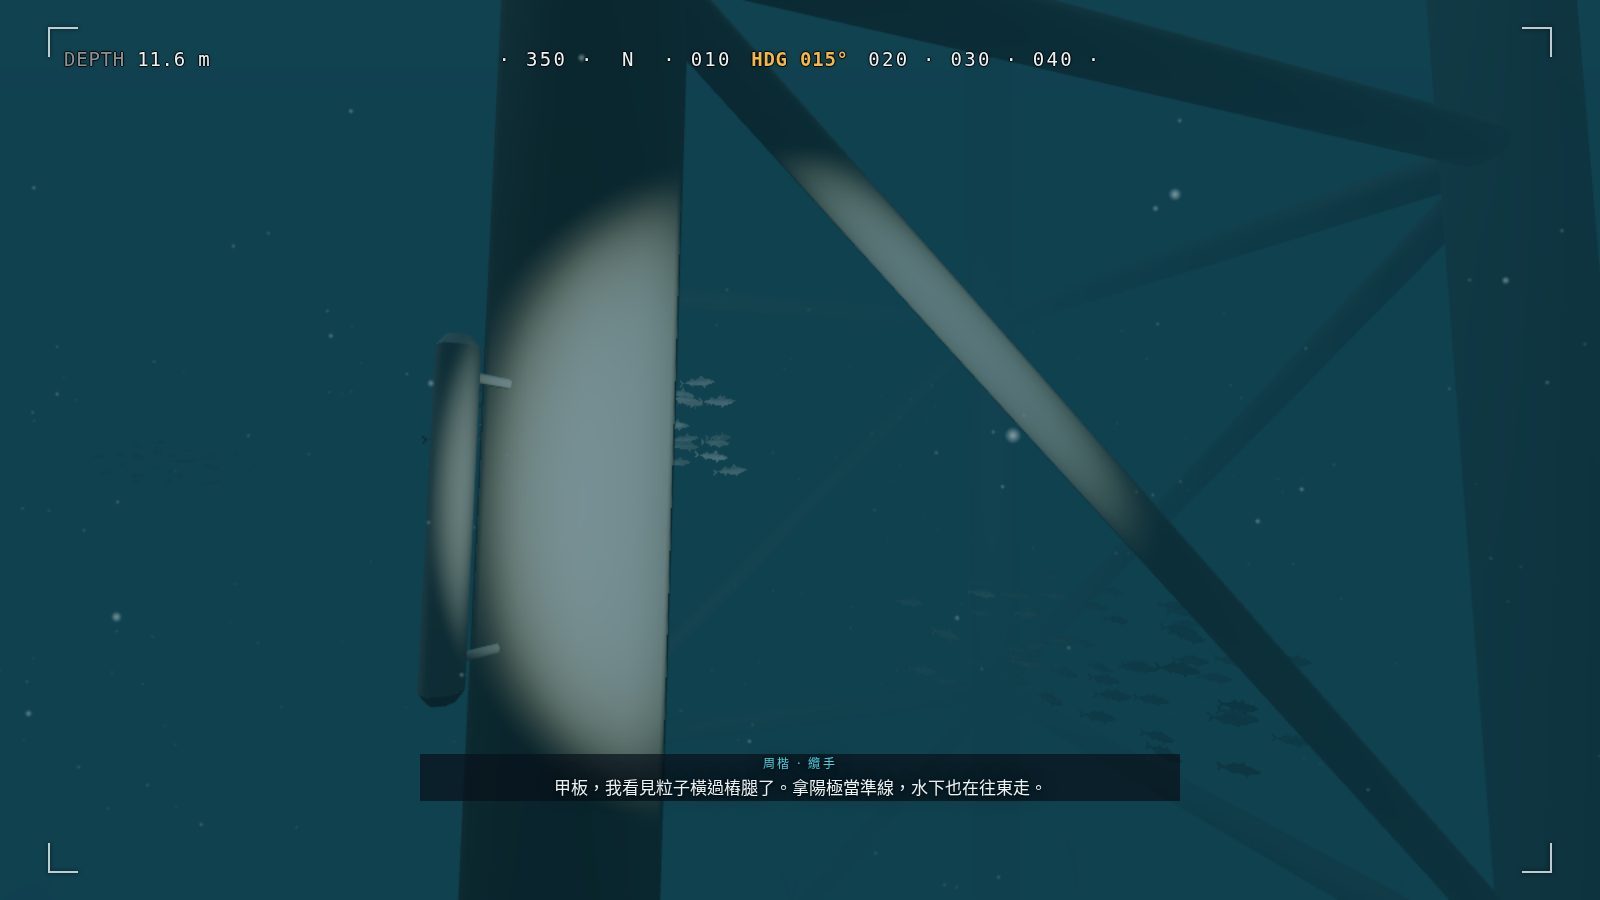 DEPTH 11.6 m
· 350 · N · 010 HDG 015° 020 · 030 · 040 ·
周楷 · 纜手
甲板，我看見粒子橫過樁腿了。拿陽極當準線，水下也在往東走。